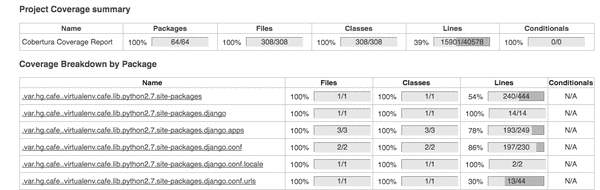 Project Coverage summary
Name Packages Files Classes Lines Conditionals
Cobertura Coverage Report 100% 64/64 100% 308/308 100% 308/308 39% 15901/40578 100% 0/0
Coverage Breakdown by Package
Name Files Classes Lines Conditionals
.var.hg.cafe..virtualenv.cafe.lib.python2.7.site-packages 100% 1/1 100% 1/1 54% 240/444 N/A
.var.hg.cafe..virtualenv.cafe.lib.python2.7.site-packages.django 100% 1/1 100% 1/1 100% 14/14 N/A
.var.hg.cafe..virtualenv.cafe.lib.python2.7.site-packages.django.apps 100% 3/3 100% 3/3 78% 193/249 N/A
.var.hg.cafe..virtualenv.cafe.lib.python2.7.site-packages.django.conf 100% 2/2 100% 2/2 86% 197/230 N/A
.var.hg.cafe..virtualenv.cafe.lib.python2.7.site-packages.django.conf.locale 100% 1/1 100% 1/1 100% 2/2 N/A
.var.hg.cafe..virtualenv.cafe.lib.python2.7.site-packages.django.conf.urls 100% 1/1 100% 1/1 30% 13/44 N/A